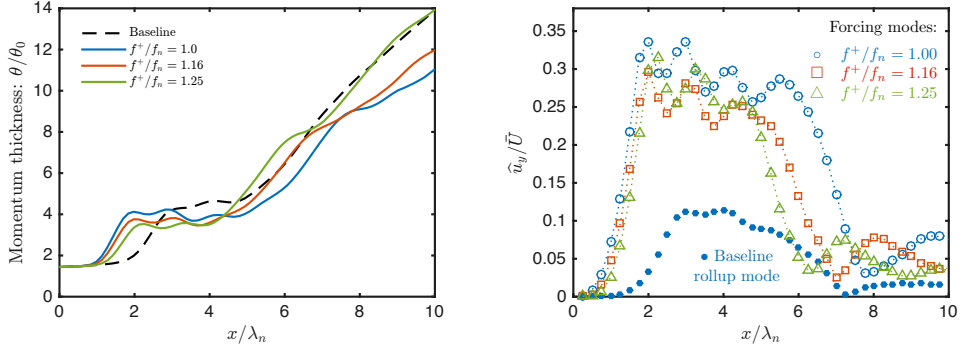 Momentum thickness: θ/θ₀
14
12
10
8
6
4
2
0
Baseline
f⁺/fₙ = 1.0
f⁺/fₙ = 1.16
f⁺/fₙ = 1.25
0 2 4 6 8 10
x/λₙ
û_y/Ū
0.35
0.3
0.25
0.2
0.15
0.1
0.05
0
Forcing modes:
f⁺/fₙ = 1.00
f⁺/fₙ = 1.16
f⁺/fₙ = 1.25
Baseline
rollup mode
0 2 4 6 8 10
x/λₙ